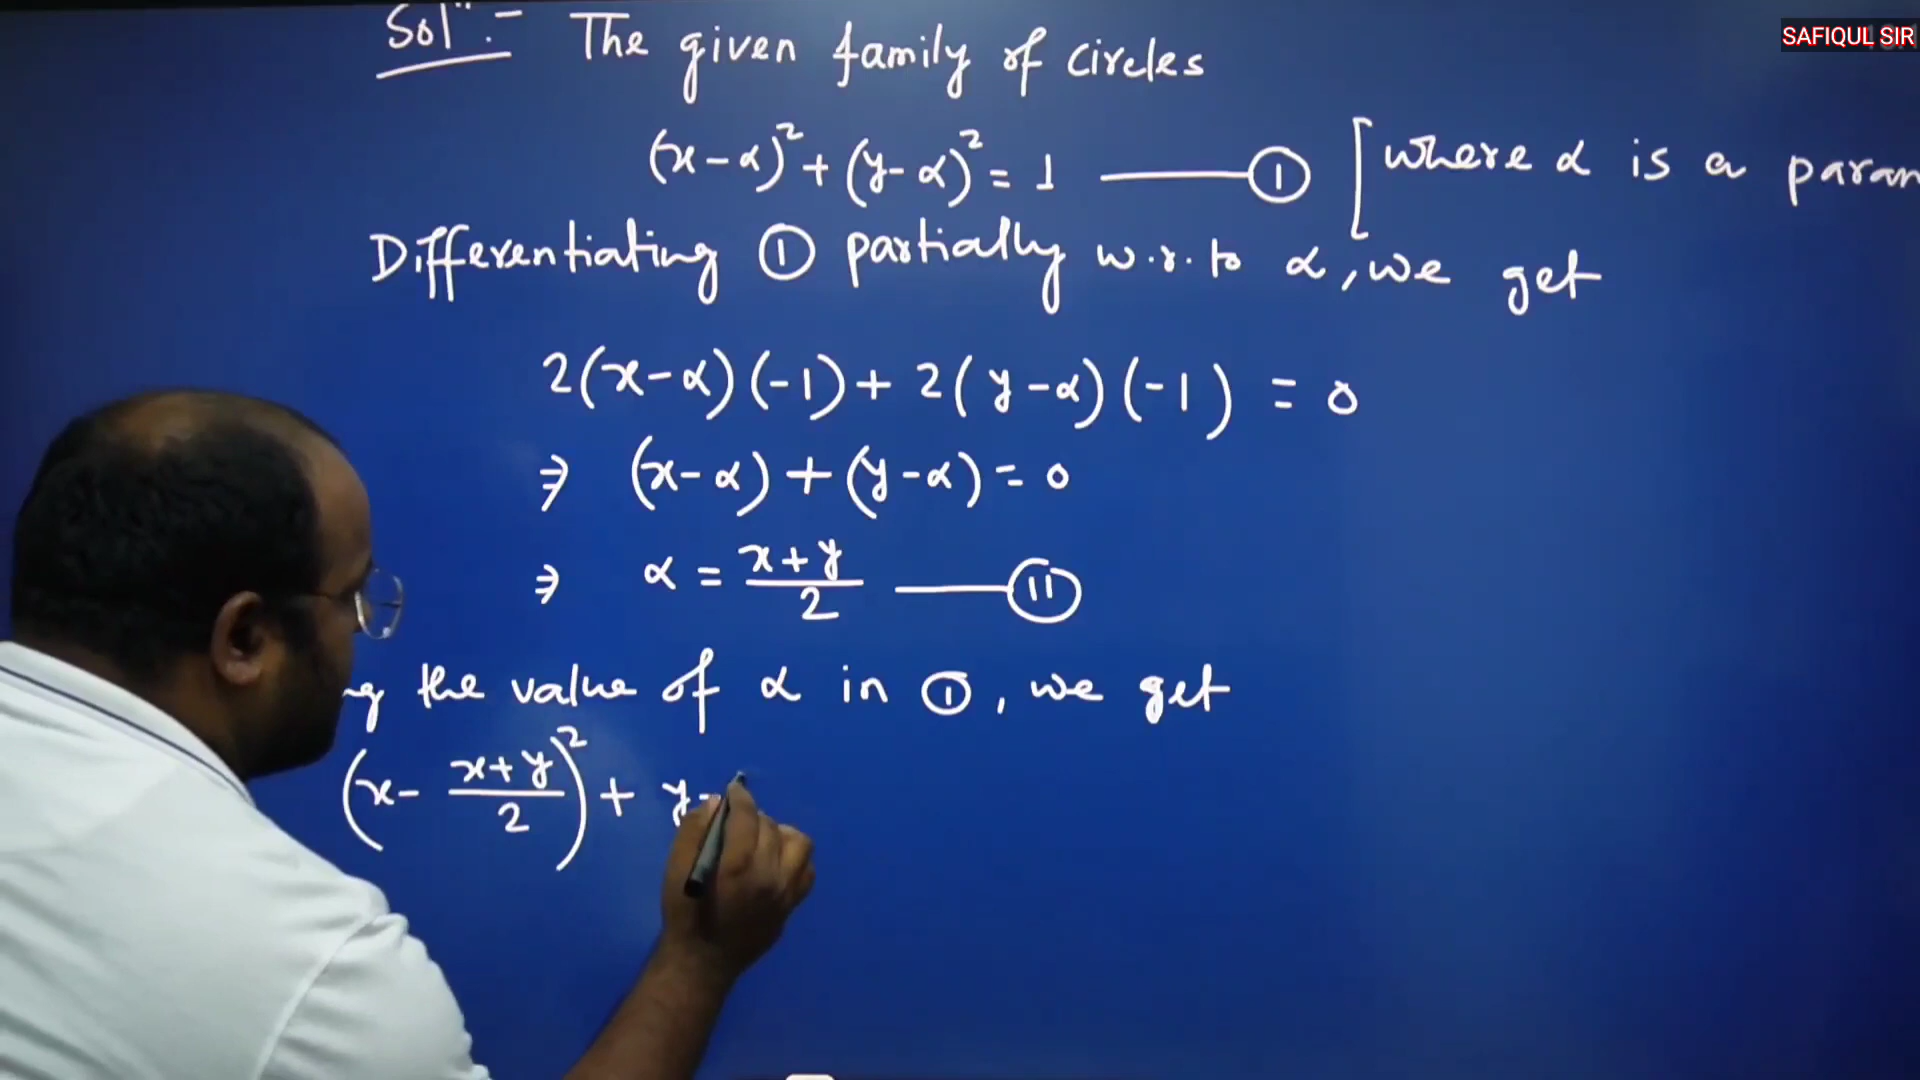 SAFIQUL SIR
Solⁿ :- The given family of circles
(x-α)² + (y-α)² = 1 —— ① [where α is a param
Differentiating ① partially w.r.to α, we get
2(x-α)(-1) + 2(y-α)(-1) = 0
⇒ (x-α) + (y-α) = 0
⇒ α = x+y/2 —— ⑪
ng the value of α in ①, we get
(x - x+y/2)² + y-